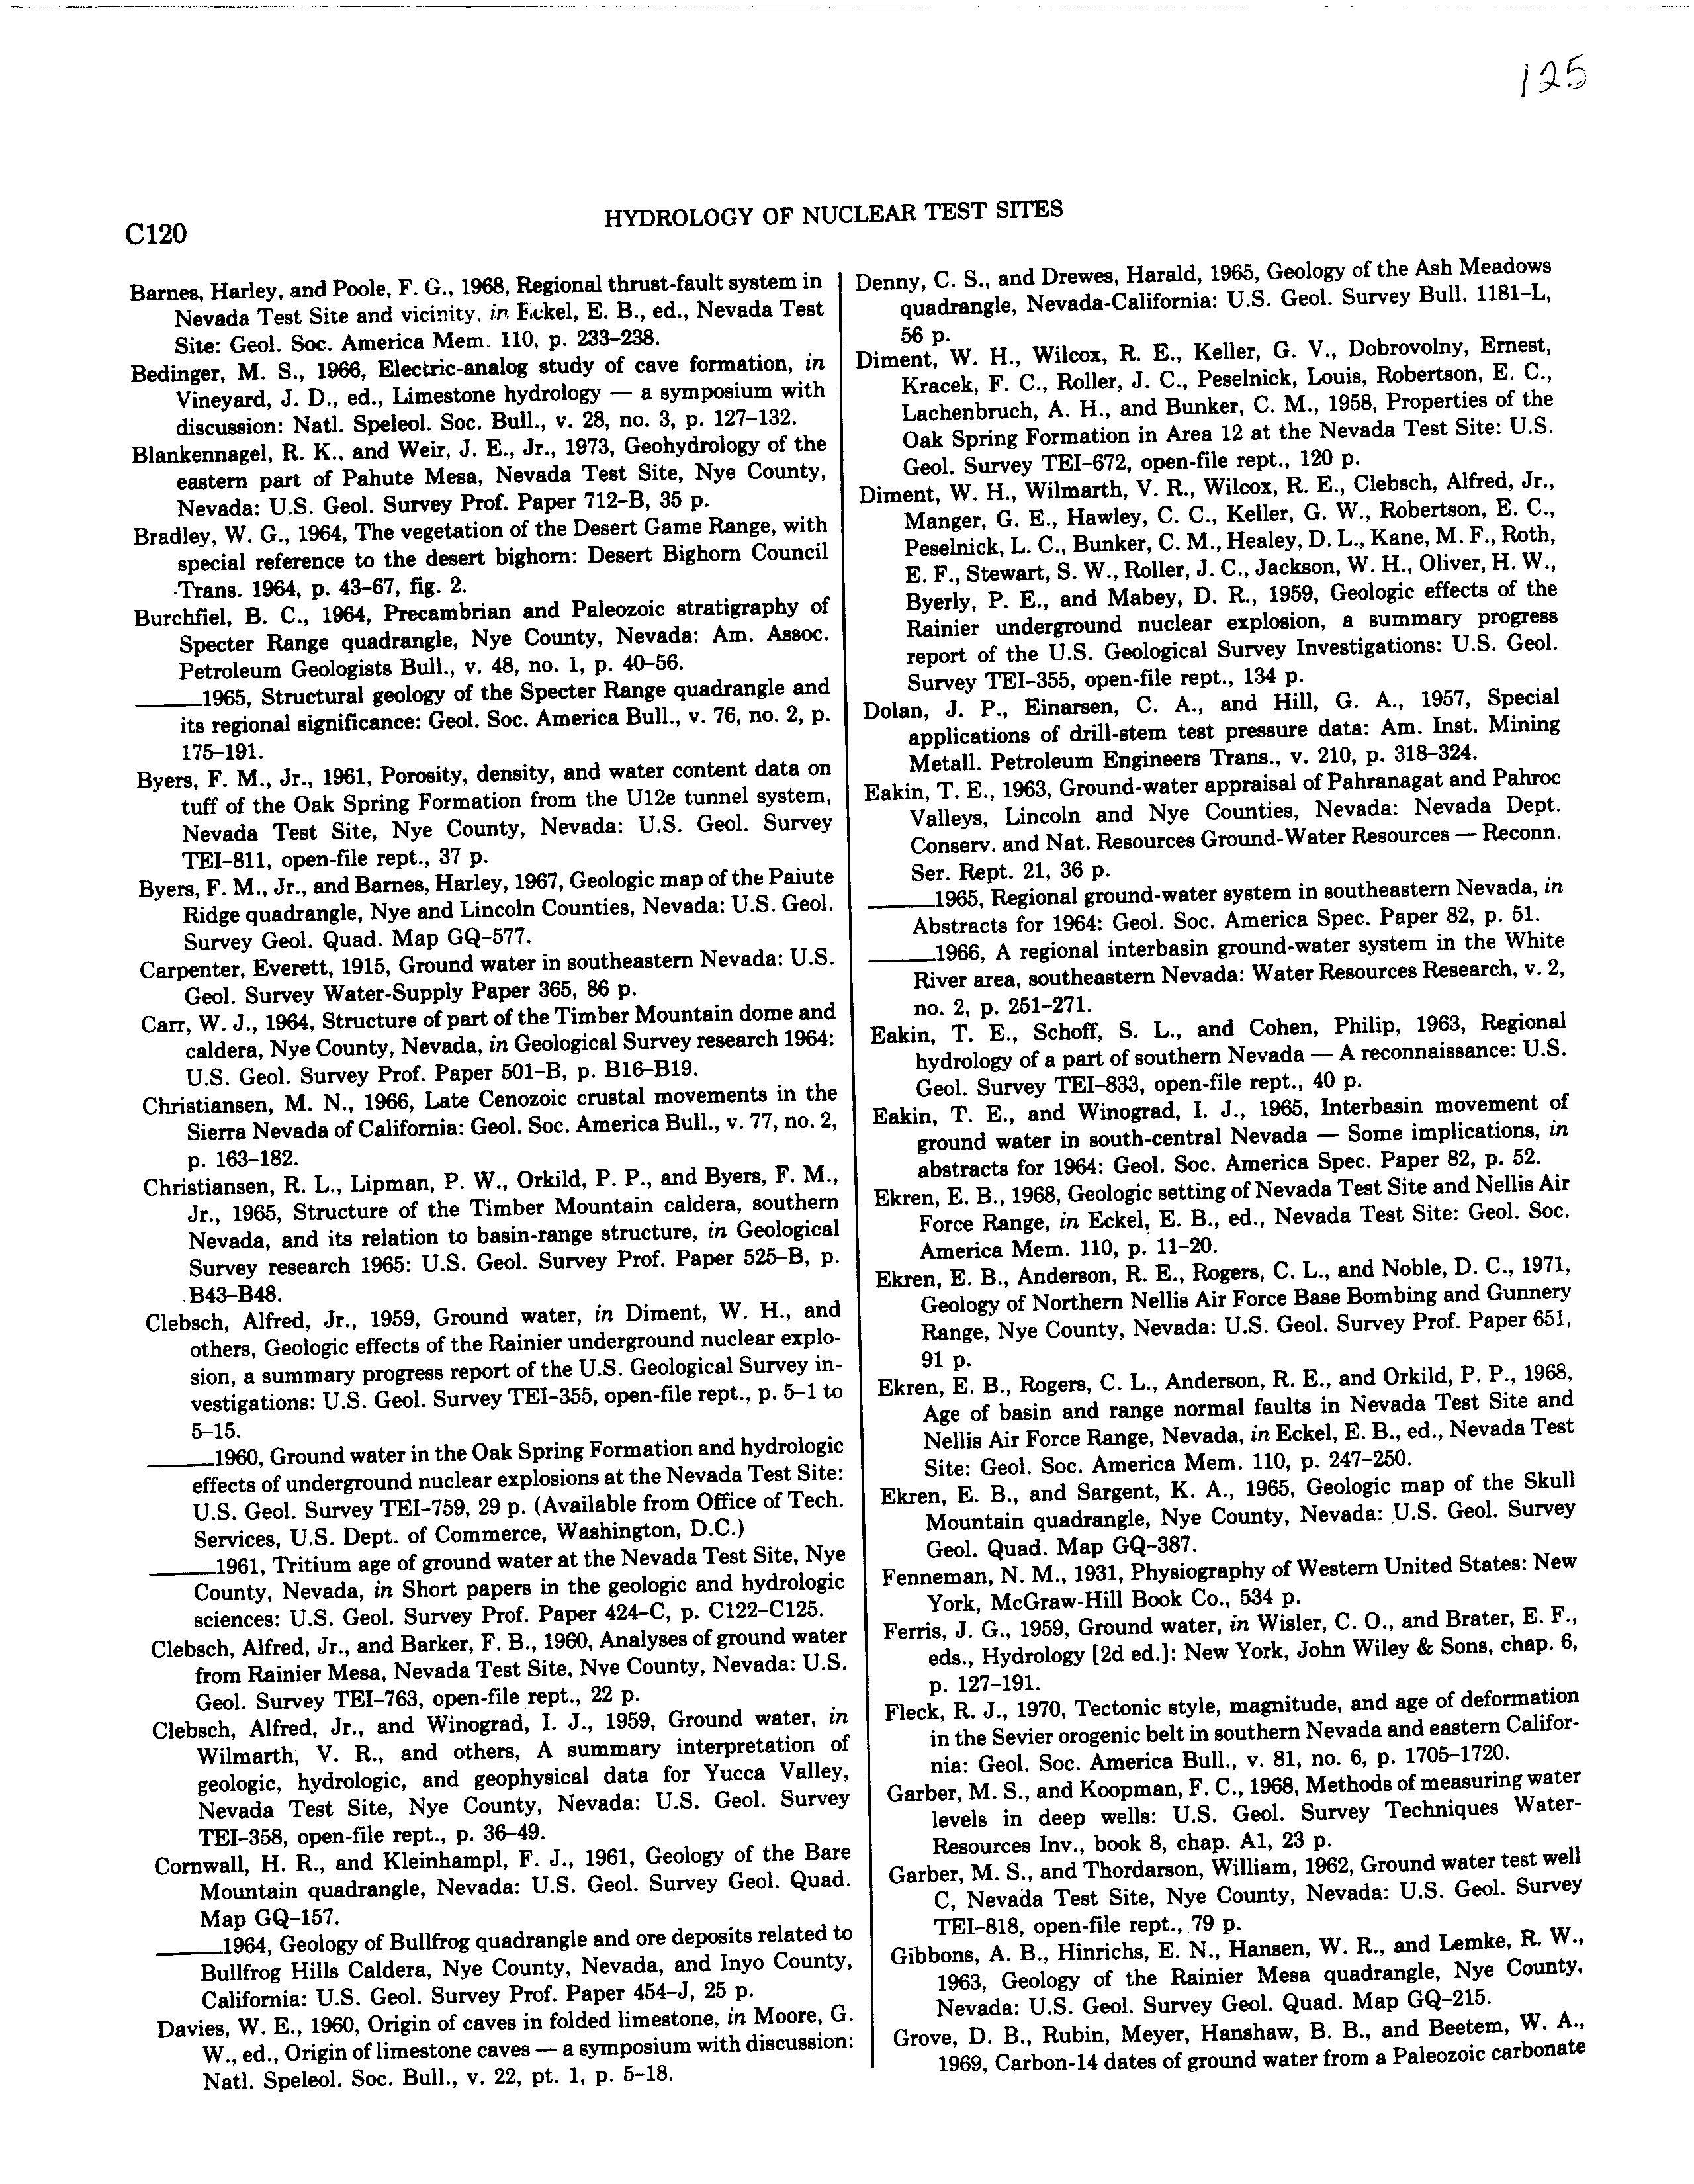 125
C120
HYDROLOGY OF NUCLEAR TEST SITES
Barnes, Harley, and Poole, F. G., 1968, Regional thrust-fault system in
Nevada Test Site and vicinity, in Eckel, E. B., ed., Nevada Test
Site: Geol. Soc. America Mem. 110, p. 233–238.
Bedinger, M. S., 1966, Electric-analog study of cave formation, in
Vineyard, J. D., ed., Limestone hydrology — a symposium with
discussion: Natl. Speleol. Soc. Bull., v. 28, no. 3, p. 127–132.
Blankennagel, R. K., and Weir, J. E., Jr., 1973, Geohydrology of the
eastern part of Pahute Mesa, Nevada Test Site, Nye County,
Nevada: U.S. Geol. Survey Prof. Paper 712–B, 35 p.
Bradley, W. G., 1964, The vegetation of the Desert Game Range, with
special reference to the desert bighorn: Desert Bighorn Council
Trans. 1964, p. 43–67, fig. 2.
Burchfiel, B. C., 1964, Precambrian and Paleozoic stratigraphy of
Specter Range quadrangle, Nye County, Nevada: Am. Assoc.
Petroleum Geologists Bull., v. 48, no. 1, p. 40–56.
_____1965, Structural geology of the Specter Range quadrangle and
its regional significance: Geol. Soc. America Bull., v. 76, no. 2, p.
175–191.
Byers, F. M., Jr., 1961, Porosity, density, and water content data on
tuff of the Oak Spring Formation from the U12e tunnel system,
Nevada Test Site, Nye County, Nevada: U.S. Geol. Survey
TEI–811, open-file rept., 37 p.
Byers, F. M., Jr., and Barnes, Harley, 1967, Geologic map of the Paiute
Ridge quadrangle, Nye and Lincoln Counties, Nevada: U.S. Geol.
Survey Geol. Quad. Map GQ–577.
Carpenter, Everett, 1915, Ground water in southeastern Nevada: U.S.
Geol. Survey Water-Supply Paper 365, 86 p.
Carr, W. J., 1964, Structure of part of the Timber Mountain dome and
caldera, Nye County, Nevada, in Geological Survey research 1964:
U.S. Geol. Survey Prof. Paper 501–B, p. B16–B19.
Christiansen, M. N., 1966, Late Cenozoic crustal movements in the
Sierra Nevada of California: Geol. Soc. America Bull., v. 77, no. 2,
p. 163–182.
Christiansen, R. L., Lipman, P. W., Orkild, P. P., and Byers, F. M.,
Jr., 1965, Structure of the Timber Mountain caldera, southern
Nevada, and its relation to basin-range structure, in Geological
Survey research 1965: U.S. Geol. Survey Prof. Paper 525–B, p.
B43–B48.
Clebsch, Alfred, Jr., 1959, Ground water, in Diment, W. H., and
others, Geologic effects of the Rainier underground nuclear explo-
sion, a summary progress report of the U.S. Geological Survey in-
vestigations: U.S. Geol. Survey TEI–355, open-file rept., p. 5–1 to
5–15.
_____1960, Ground water in the Oak Spring Formation and hydrologic
effects of underground nuclear explosions at the Nevada Test Site:
U.S. Geol. Survey TEI–759, 29 p. (Available from Office of Tech.
Services, U.S. Dept. of Commerce, Washington, D.C.)
_____1961, Tritium age of ground water at the Nevada Test Site, Nye
County, Nevada, in Short papers in the geologic and hydrologic
sciences: U.S. Geol. Survey Prof. Paper 424–C, p. C122–C125.
Clebsch, Alfred, Jr., and Barker, F. B., 1960, Analyses of ground water
from Rainier Mesa, Nevada Test Site, Nye County, Nevada: U.S.
Geol. Survey TEI–763, open-file rept., 22 p.
Clebsch, Alfred, Jr., and Winograd, I. J., 1959, Ground water, in
Wilmarth, V. R., and others, A summary interpretation of
geologic, hydrologic, and geophysical data for Yucca Valley,
Nevada Test Site, Nye County, Nevada: U.S. Geol. Survey
TEI–358, open-file rept., p. 36–49.
Cornwall, H. R., and Kleinhampl, F. J., 1961, Geology of the Bare
Mountain quadrangle, Nevada: U.S. Geol. Survey Geol. Quad.
Map GQ–157.
_____1964, Geology of Bullfrog quadrangle and ore deposits related to
Bullfrog Hills Caldera, Nye County, Nevada, and Inyo County,
California: U.S. Geol. Survey Prof. Paper 454–J, 25 p.
Davies, W. E., 1960, Origin of caves in folded limestone, in Moore, G.
W., ed., Origin of limestone caves — a symposium with discussion:
Natl. Speleol. Soc. Bull., v. 22, pt. 1, p. 5–18.
Denny, C. S., and Drewes, Harald, 1965, Geology of the Ash Meadows
quadrangle, Nevada-California: U.S. Geol. Survey Bull. 1181–L,
56 p.
Diment, W. H., Wilcox, R. E., Keller, G. V., Dobrovolny, Ernest,
Kracek, F. C., Roller, J. C., Peselnick, Louis, Robertson, E. C.,
Lachenbruch, A. H., and Bunker, C. M., 1958, Properties of the
Oak Spring Formation in Area 12 at the Nevada Test Site: U.S.
Geol. Survey TEI–672, open-file rept., 120 p.
Diment, W. H., Wilmarth, V. R., Wilcox, R. E., Clebsch, Alfred, Jr.,
Manger, G. E., Hawley, C. C., Keller, G. W., Robertson, E. C.,
Peselnick, L. C., Bunker, C. M., Healey, D. L., Kane, M. F., Roth,
E. F., Stewart, S. W., Roller, J. C., Jackson, W. H., Oliver, H. W.,
Byerly, P. E., and Mabey, D. R., 1959, Geologic effects of the
Rainier underground nuclear explosion, a summary progress
report of the U.S. Geological Survey Investigations: U.S. Geol.
Survey TEI–355, open-file rept., 134 p.
Dolan, J. P., Einarsen, C. A., and Hill, G. A., 1957, Special
applications of drill-stem test pressure data: Am. Inst. Mining
Metall. Petroleum Engineers Trans., v. 210, p. 318–324.
Eakin, T. E., 1963, Ground-water appraisal of Pahranagat and Pahroc
Valleys, Lincoln and Nye Counties, Nevada: Nevada Dept.
Conserv. and Nat. Resources Ground-Water Resources — Reconn.
Ser. Rept. 21, 36 p.
_____1965, Regional ground-water system in southeastern Nevada, in
Abstracts for 1964: Geol. Soc. America Spec. Paper 82, p. 51.
_____1966, A regional interbasin ground-water system in the White
River area, southeastern Nevada: Water Resources Research, v. 2,
no. 2, p. 251–271.
Eakin, T. E., Schoff, S. L., and Cohen, Philip, 1963, Regional
hydrology of a part of southern Nevada — A reconnaissance: U.S.
Geol. Survey TEI–833, open-file rept., 40 p.
Eakin, T. E., and Winograd, I. J., 1965, Interbasin movement of
ground water in south-central Nevada — Some implications, in
abstracts for 1964: Geol. Soc. America Spec. Paper 82, p. 52.
Ekren, E. B., 1968, Geologic setting of Nevada Test Site and Nellis Air
Force Range, in Eckel, E. B., ed., Nevada Test Site: Geol. Soc.
America Mem. 110, p. 11–20.
Ekren, E. B., Anderson, R. E., Rogers, C. L., and Noble, D. C., 1971,
Geology of Northern Nellis Air Force Base Bombing and Gunnery
Range, Nye County, Nevada: U.S. Geol. Survey Prof. Paper 651,
91 p.
Ekren, E. B., Rogers, C. L., Anderson, R. E., and Orkild, P. P., 1968,
Age of basin and range normal faults in Nevada Test Site and
Nellis Air Force Range, Nevada, in Eckel, E. B., ed., Nevada Test
Site: Geol. Soc. America Mem. 110, p. 247–250.
Ekren, E. B., and Sargent, K. A., 1965, Geologic map of the Skull
Mountain quadrangle, Nye County, Nevada: U.S. Geol. Survey
Geol. Quad. Map GQ–387.
Fenneman, N. M., 1931, Physiography of Western United States: New
York, McGraw-Hill Book Co., 534 p.
Ferris, J. G., 1959, Ground water, in Wisler, C. O., and Brater, E. F.,
eds., Hydrology [2d ed.]: New York, John Wiley & Sons, chap. 6,
p. 127–191.
Fleck, R. J., 1970, Tectonic style, magnitude, and age of deformation
in the Sevier orogenic belt in southern Nevada and eastern Califor-
nia: Geol. Soc. America Bull., v. 81, no. 6, p. 1705–1720.
Garber, M. S., and Koopman, F. C., 1968, Methods of measuring water
levels in deep wells: U.S. Geol. Survey Techniques Water-
Resources Inv., book 8, chap. A1, 23 p.
Garber, M. S., and Thordarson, William, 1962, Ground water test well
C, Nevada Test Site, Nye County, Nevada: U.S. Geol. Survey
TEI–818, open-file rept., 79 p.
Gibbons, A. B., Hinrichs, E. N., Hansen, W. R., and Lemke, R. W.,
1963, Geology of the Rainier Mesa quadrangle, Nye County,
Nevada: U.S. Geol. Survey Geol. Quad. Map GQ–215.
Grove, D. B., Rubin, Meyer, Hanshaw, B. B., and Beetem, W. A.,
1969, Carbon-14 dates of ground water from a Paleozoic carbonate